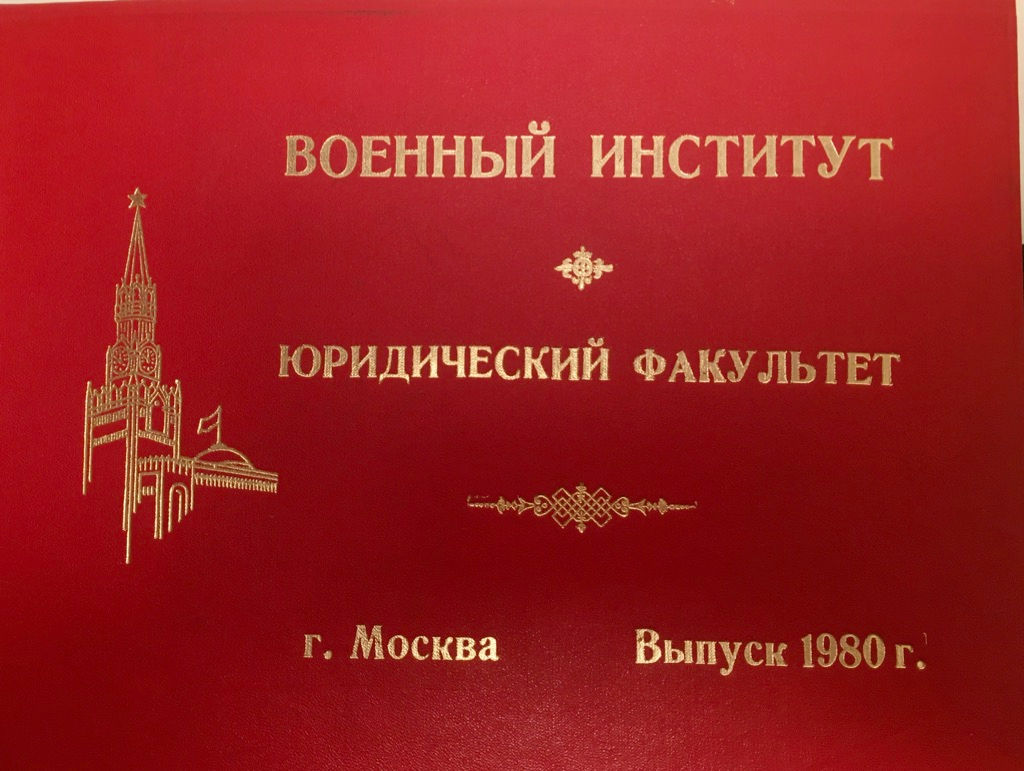 ВОЕННЫЙ ИНСТИТУТ
ЮРИДИЧЕСКИЙ ФАКУЛЬТЕТ
г. Москва Выпуск 1980 г.